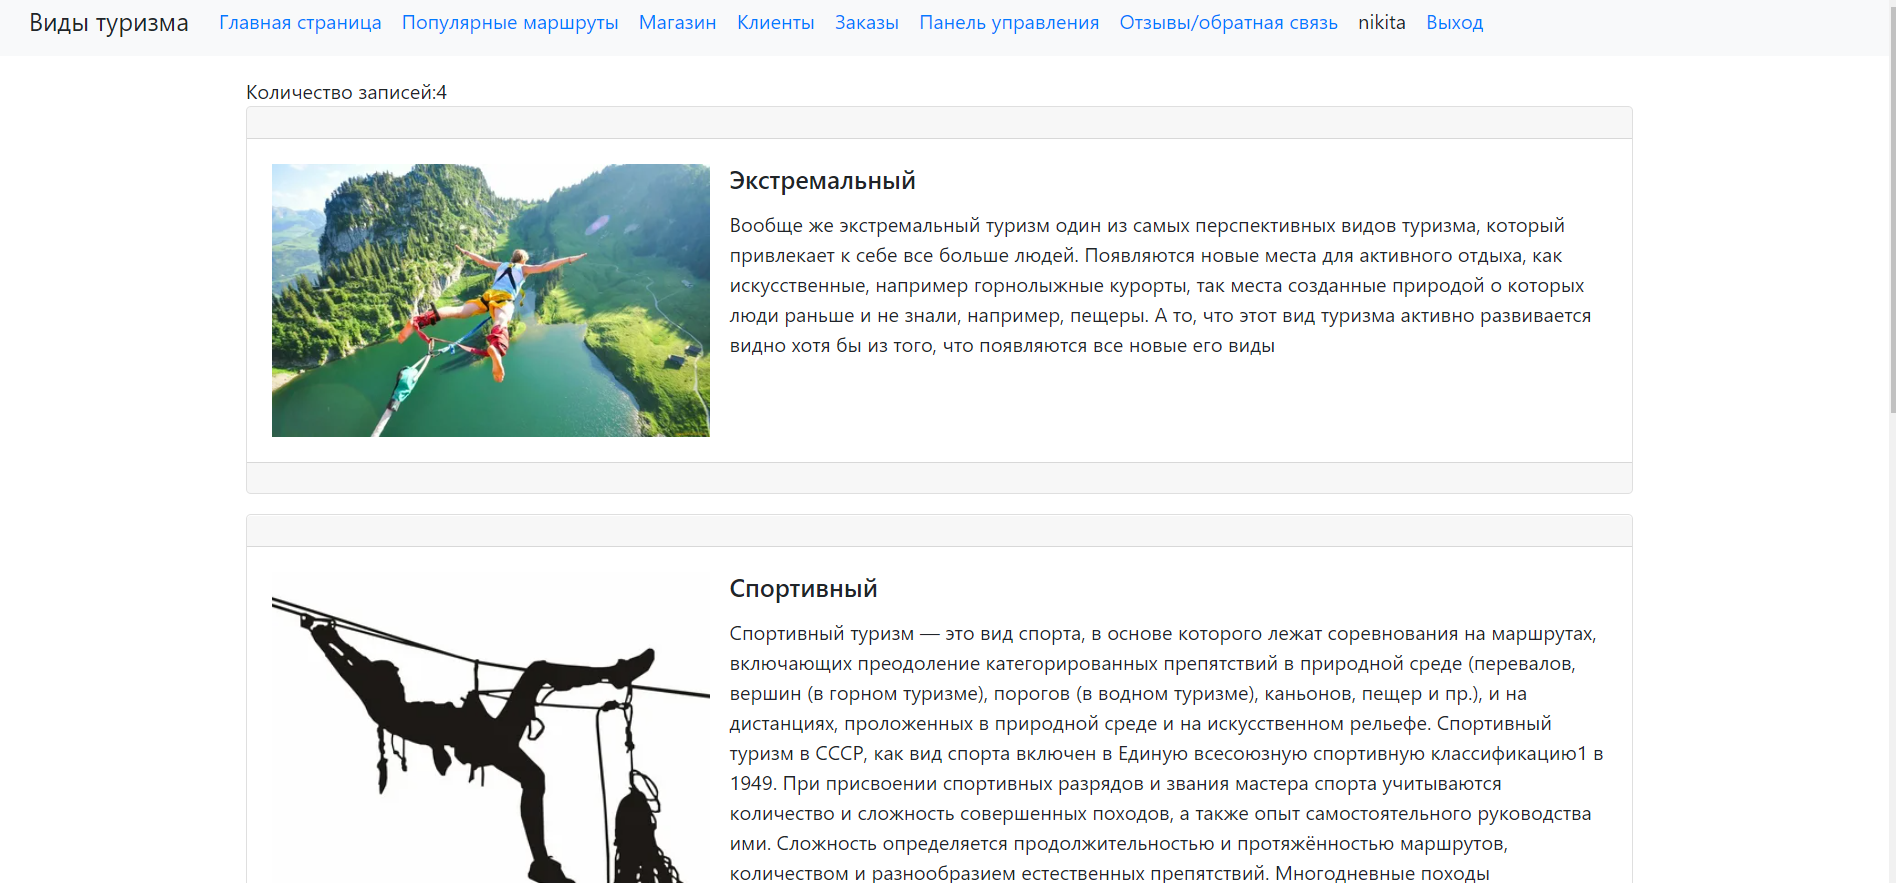 Виды туризма Главная страница Популярные маршруты Магазин Клиенты Заказы Панель управления Отзывы/обратная связь nikita Выход
Количество записей:4
Экстремальный
Вообще же экстремальный туризм один из самых перспективных видов туризма, который
привлекает к себе все больше людей. Появляются новые места для активного отдыха, как
искусственные, например горнолыжные курорты, так места созданные природой о которых
люди раньше и не знали, например, пещеры. А то, что этот вид туризма активно развивается
видно хотя бы из того, что появляются все новые его виды
Спортивный
Спортивный туризм — это вид спорта, в основе которого лежат соревнования на маршрутах,
включающих преодоление категорированных препятствий в природной среде (перевалов,
вершин (в горном туризме), порогов (в водном туризме), каньонов, пещер и пр.), и на
дистанциях, проложенных в природной среде и на искусственном рельефе. Спортивный
туризм в СССР, как вид спорта включен в Единую всесоюзную спортивную классификацию1 в
1949. При присвоении спортивных разрядов и звания мастера спорта учитываются
количество и сложность совершенных походов, а также опыт самостоятельного руководства
ими. Сложность определяется продолжительностью и протяжённостью маршрутов,
количеством и разнообразием естественных препятствий. Многодневные походы